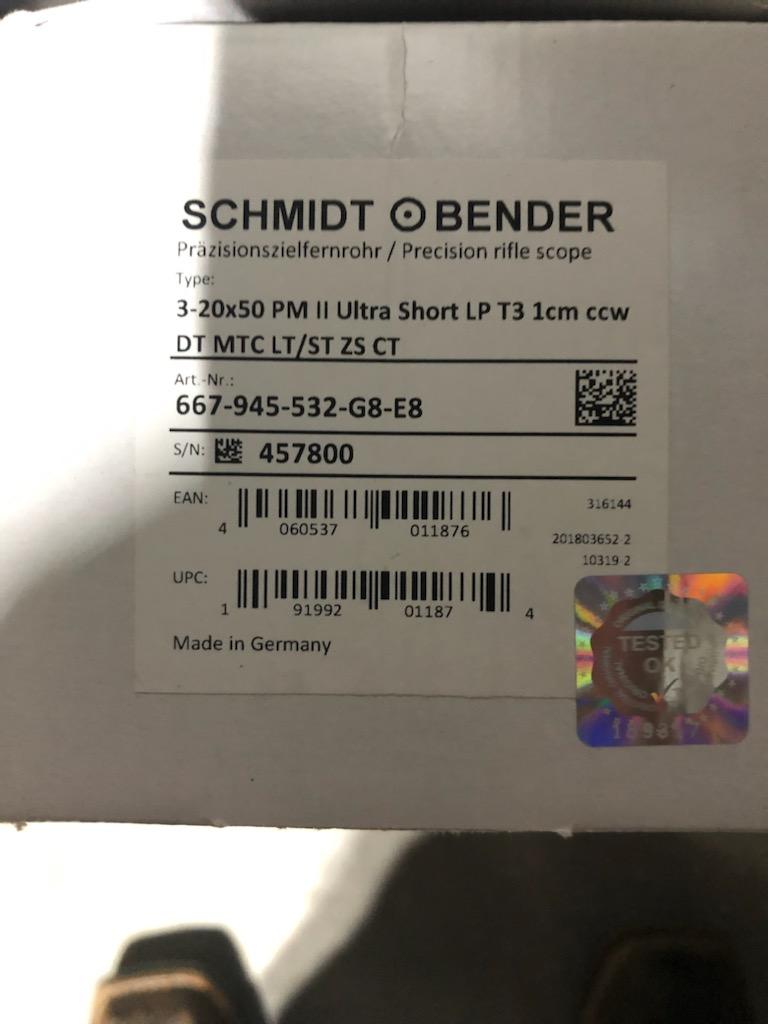 SCHMIDT BENDER
Präzisionszielfernrohr / Precision rifle scope
Type:
3-20x50 PM II Ultra Short LP T3 1cm ccw
DT MTC LT/ST ZS CT
Art.-Nr.:
667-945-532-G8-E8
S/N: 457800
EAN:
4 060537 011876
316144
201803652 2
10319 2
UPC:
1 91992 01187 4
Made in Germany
TESTED
OK